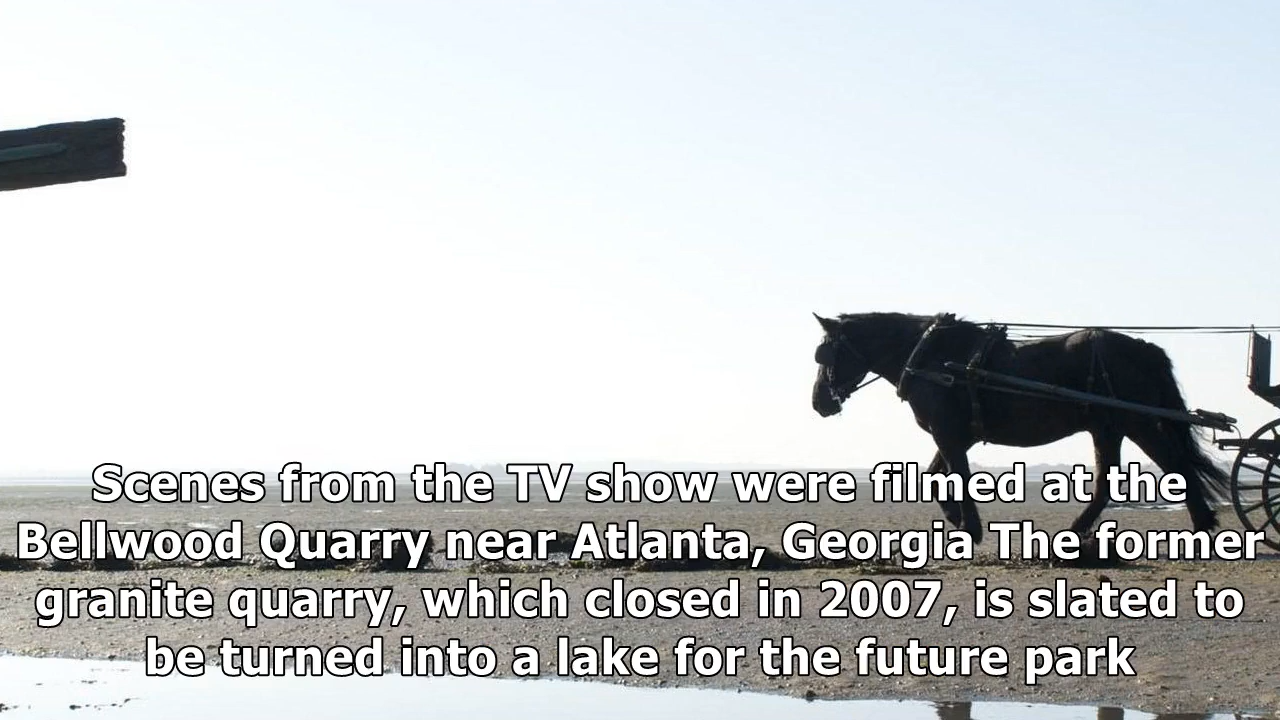 Scenes from the TV show were filmed at the
Bellwood Quarry near Atlanta, Georgia The former
granite quarry, which closed in 2007, is slated to
be turned into a lake for the future park